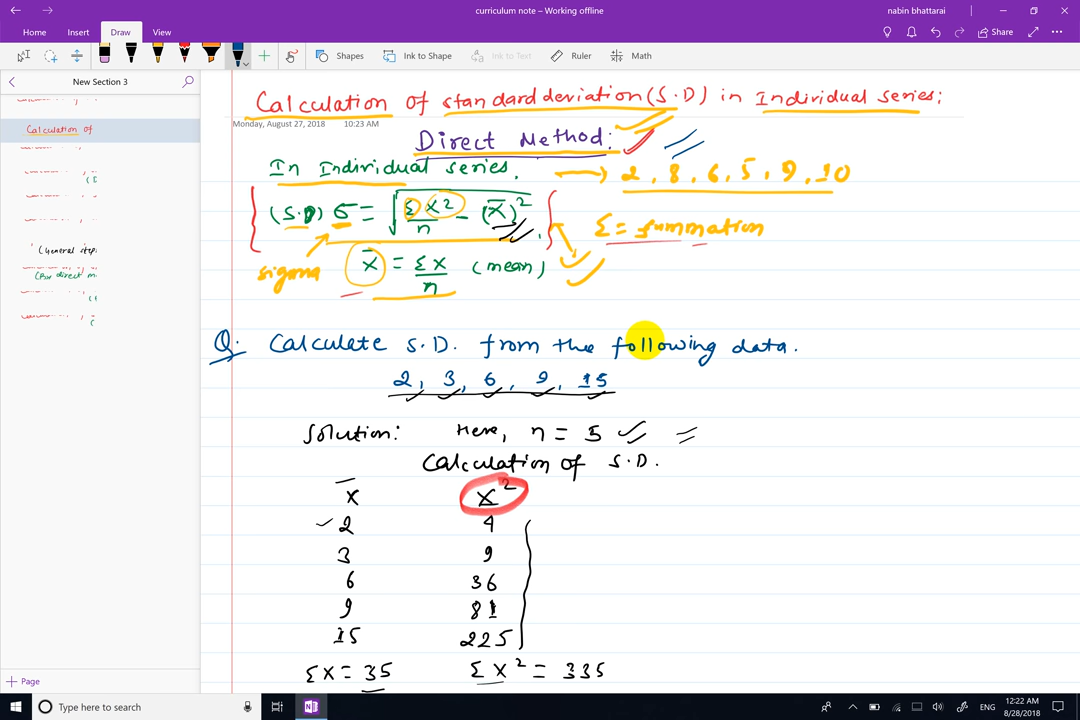 curriculum note – Working offline
nabin bhattarai
Home Insert Draw View
Share
Shapes Ink to Shape Ink to Text Ruler Math
New Section 3
Calculation of
(General step
(For direct m
Calculation of standard deviation (S.D) in Individual series:
Monday, August 27, 2018 10:23 AM
Direct Method:
In Individual series. → 2, 8, 6, 5, 9, 10
(S.D) σ = √(Σx²/n − (x̄)²)
Σ = summation
sigma
x̄ = Σx/n (mean)
Q. Calculate S.D. from the following data.
2, 3, 6, 9, 15
Solution: Here, n = 5
Calculation of S.D.
x x²
2 4
3 9
6 36
9 81
15 225
Σx = 35 Σx² = 335
Page
Type here to search
ENG
12:22 AM
8/28/2018